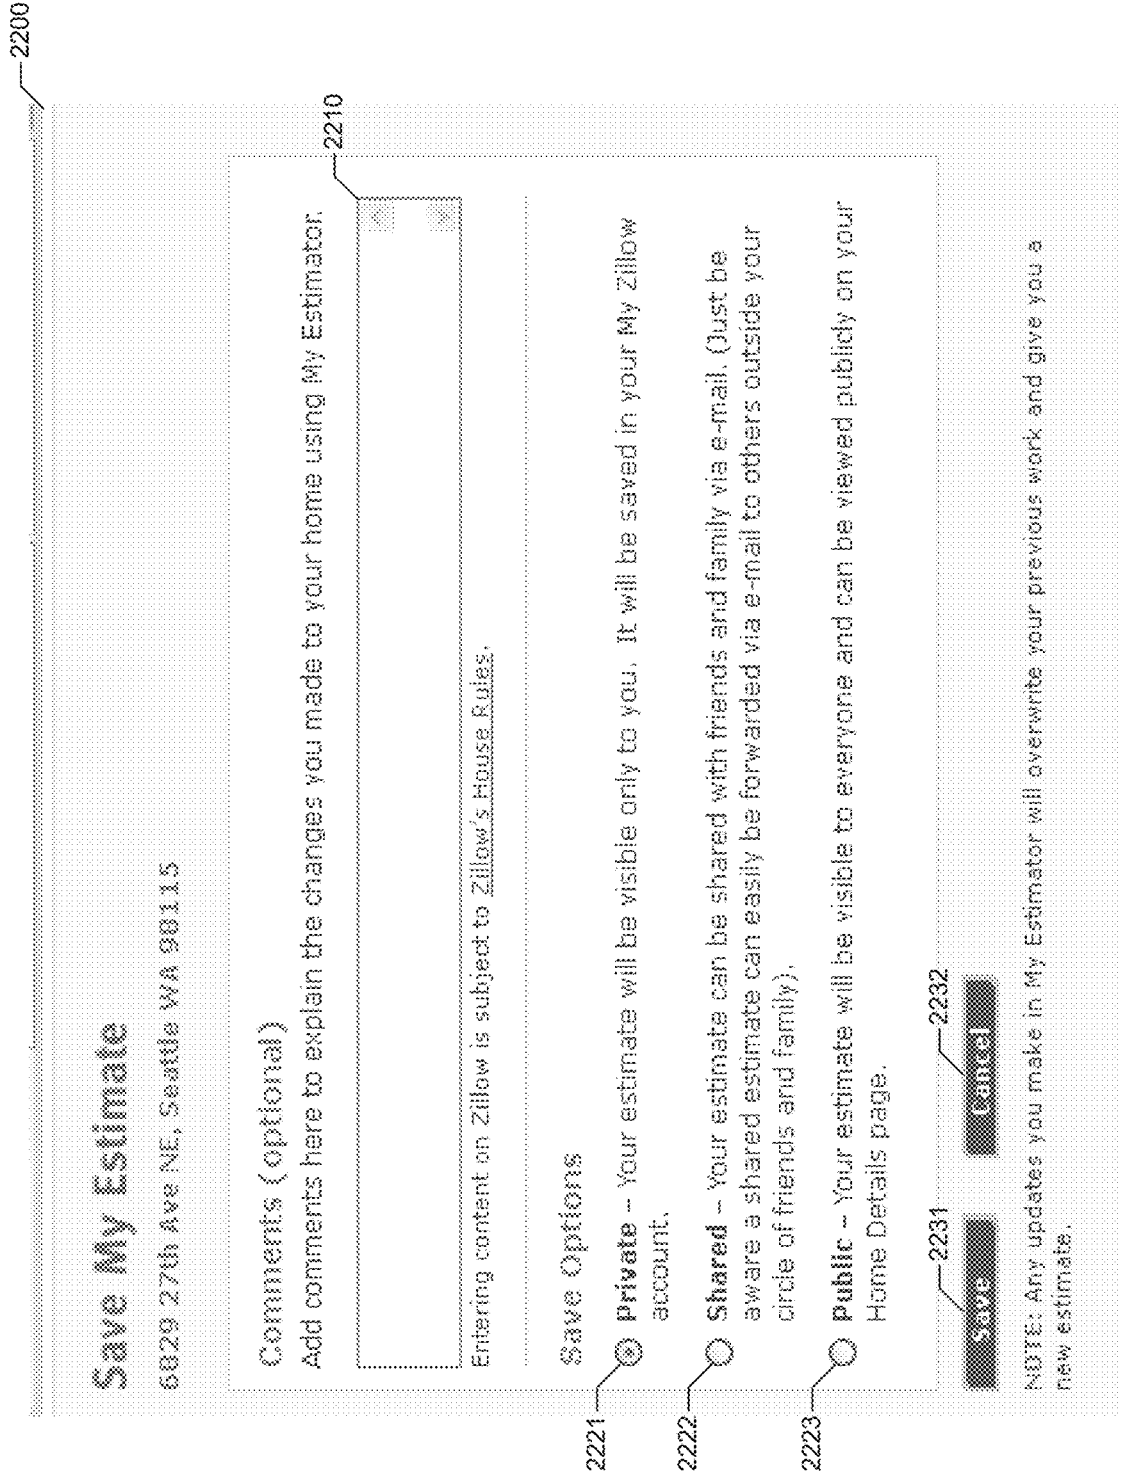 2200
Save My Estimate
6029 27th Ave NE, Seattle WA 98115
Comments (optional)
Add comments here to explain the changes you made to your home using My Estimator.
2210
Entering content on Zillow is subject to Zillow's House Rules.
Save Options
2221
Private – Your estimate will be visible only to you. It will be saved in your My Zillow
account.
2222
Shared – Your estimate can be shared with friends and family via e-mail. (Just be
aware a shared estimate can easily be forwarded via e-mail to others outside your
circle of friends and family).
2223
Public – Your estimate will be visible to everyone and can be viewed publicly on your
Home Details page.
2231
2232
Save
Cancel
NOTE: Any updates you make in My Estimator will overwrite your previous work and give you a
new estimate.